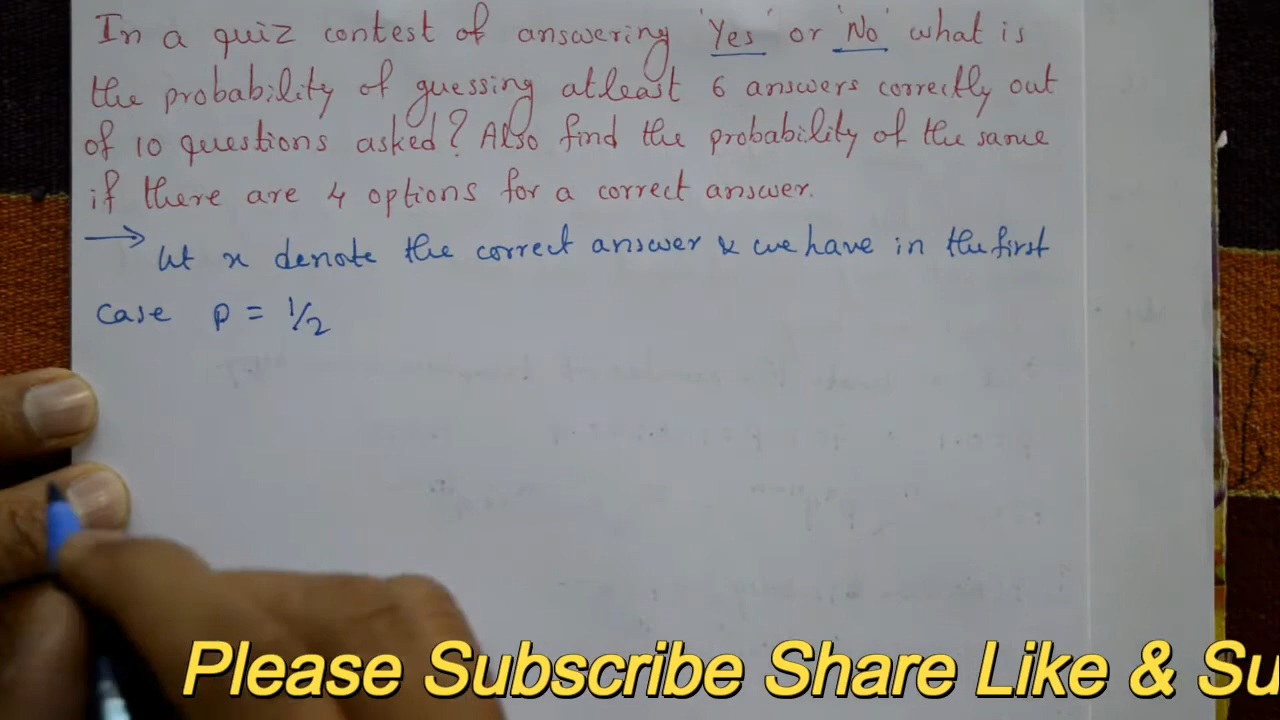 In a quiz contest of answering 'Yes' or 'No' what is
the probability of guessing atleast 6 answers correctly out
of 10 questions asked? Also find the probability of the same
if there are 4 options for a correct answer.
→ let x denote the correct answer & we have in the first
case p = 1/2
Please Subscribe Share Like & Su